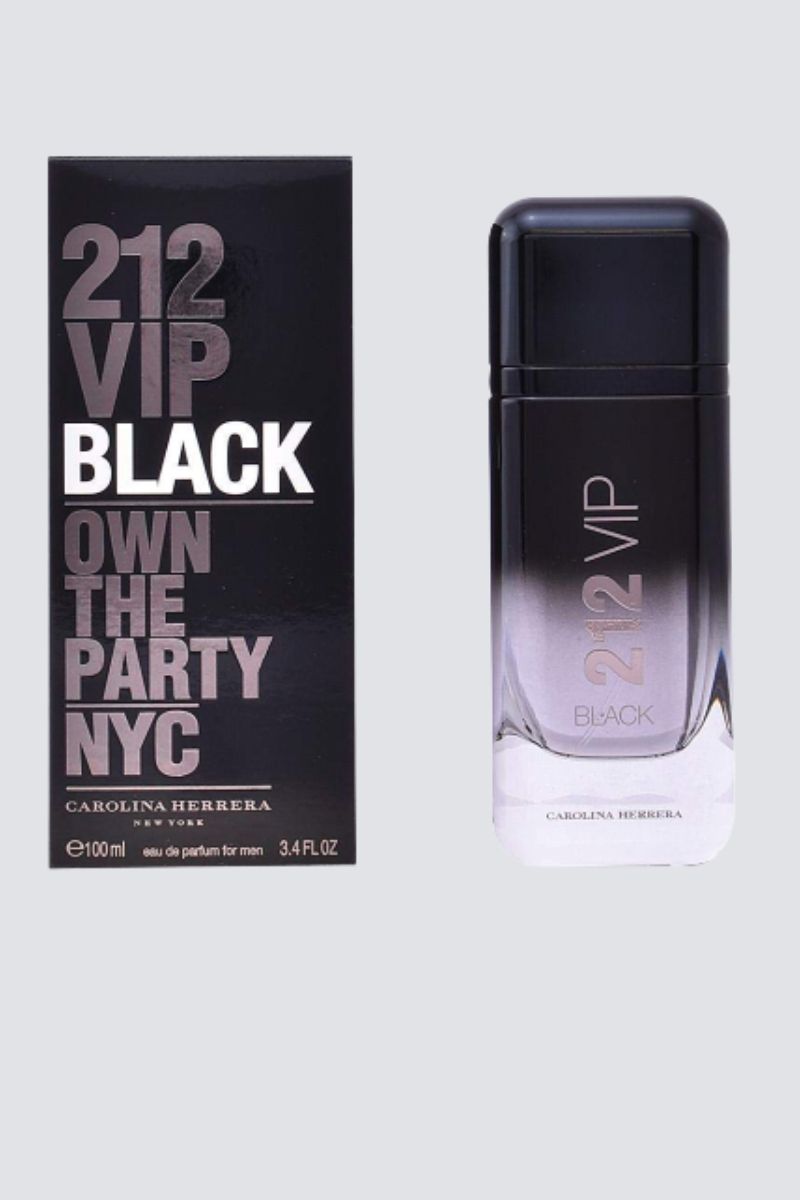 212
VIP
BLACK
OWN
THE
PARTY
NYC
CAROLINA HERRERA
NEW YORK
℮100 ml eau de parfum for men 3.4 FL OZ
212 VIP
BLACK
CAROLINA HERRERA